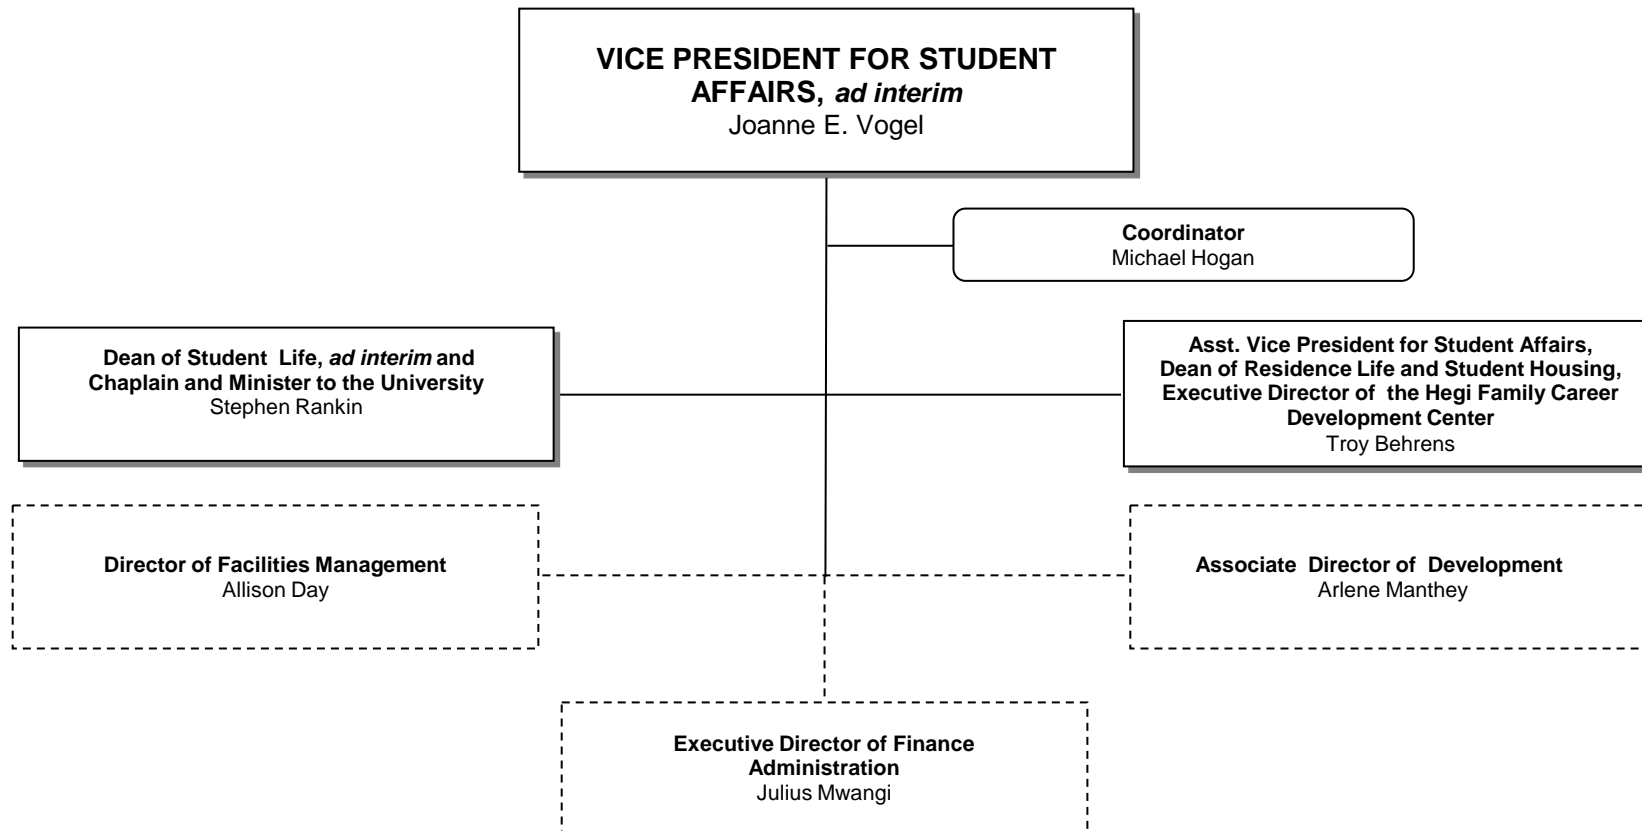 VICE PRESIDENT FOR STUDENT
AFFAIRS, ad interim
Joanne E. Vogel
Coordinator
Michael Hogan
Dean of Student Life, ad interim and
Chaplain and Minister to the University
Stephen Rankin
Asst. Vice President for Student Affairs,
Dean of Residence Life and Student Housing,
Executive Director of the Hegi Family Career
Development Center
Troy Behrens
Director of Facilities Management
Allison Day
Associate Director of Development
Arlene Manthey
Executive Director of Finance
Administration
Julius Mwangi